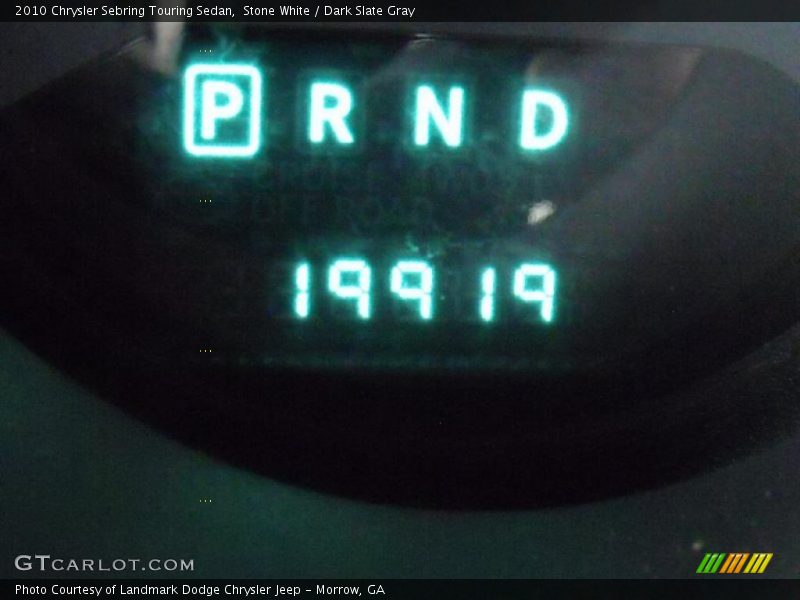 2010 Chrysler Sebring Touring Sedan,  Stone White / Dark Slate Gray
P R N D
19919
GTCARLOT.COM
Photo Courtesy of Landmark Dodge Chrysler Jeep - Morrow, GA